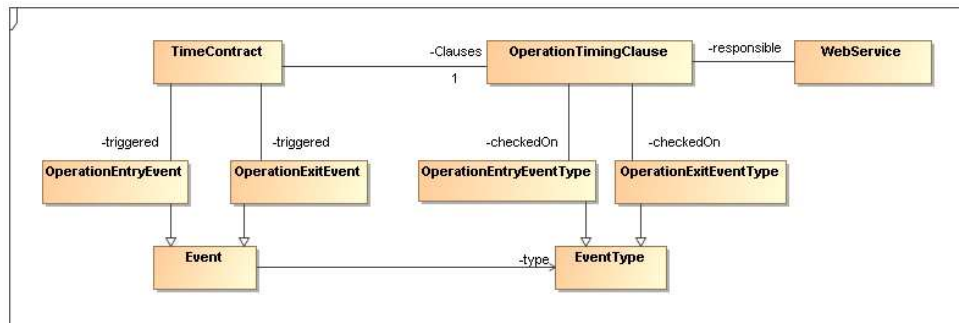 TimeContract
-Clauses
OperationTimingClause
-responsible
WebService
1
-triggered
-triggered
-checkedOn
-checkedOn
OperationEntryEvent
OperationExitEvent
OperationEntryEventType
OperationExitEventType
Event
-type
EventType